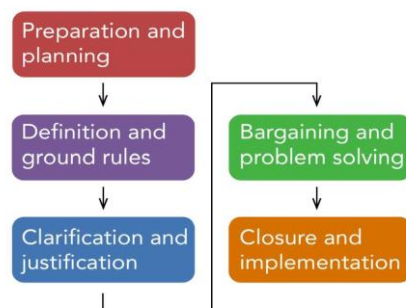 Preparation and
planning
Definition and
ground rules
Clarification and
justification
Bargaining and
problem solving
Closure and
implementation